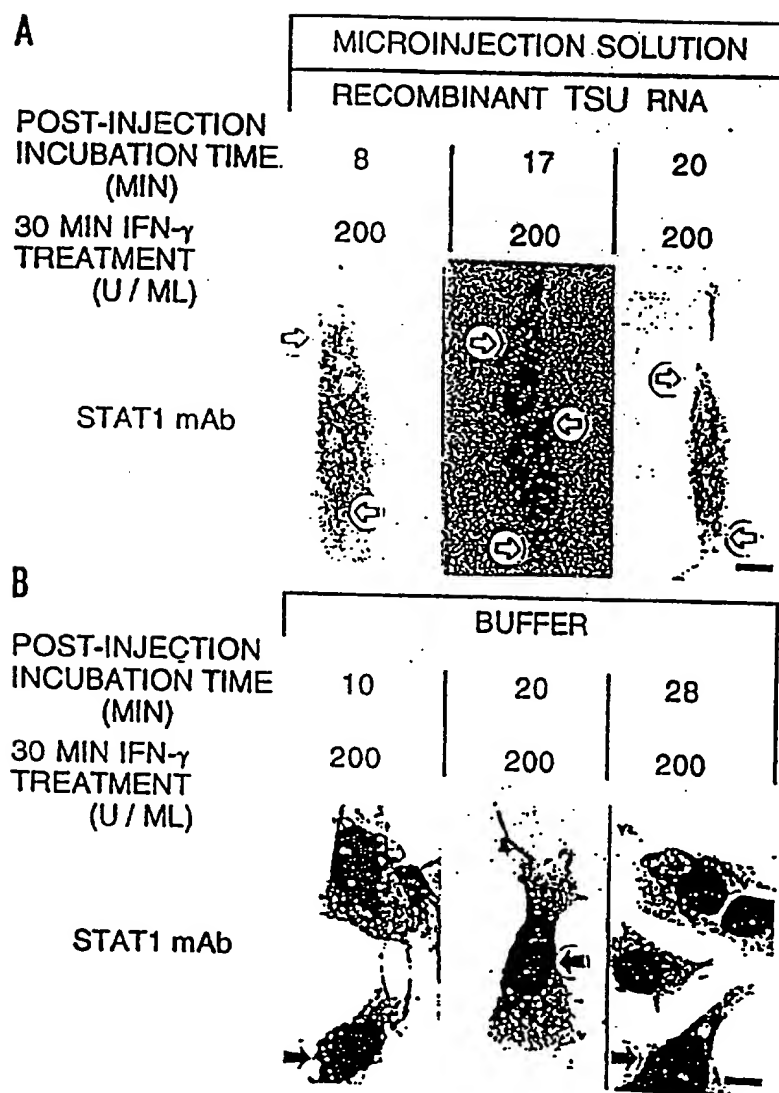 A
MICROINJECTION SOLUTION
RECOMBINANT TSU RNA
POST-INJECTION
INCUBATION TIME
(MIN)
8 17 20
30 MIN IFN-γ
TREATMENT
(U / ML)
200 200 200
STAT1 mAb
B
BUFFER
POST-INJECTION
INCUBATION TIME
(MIN)
10 20 28
30 MIN IFN-γ
TREATMENT
(U / ML)
200 200 200
STAT1 mAb